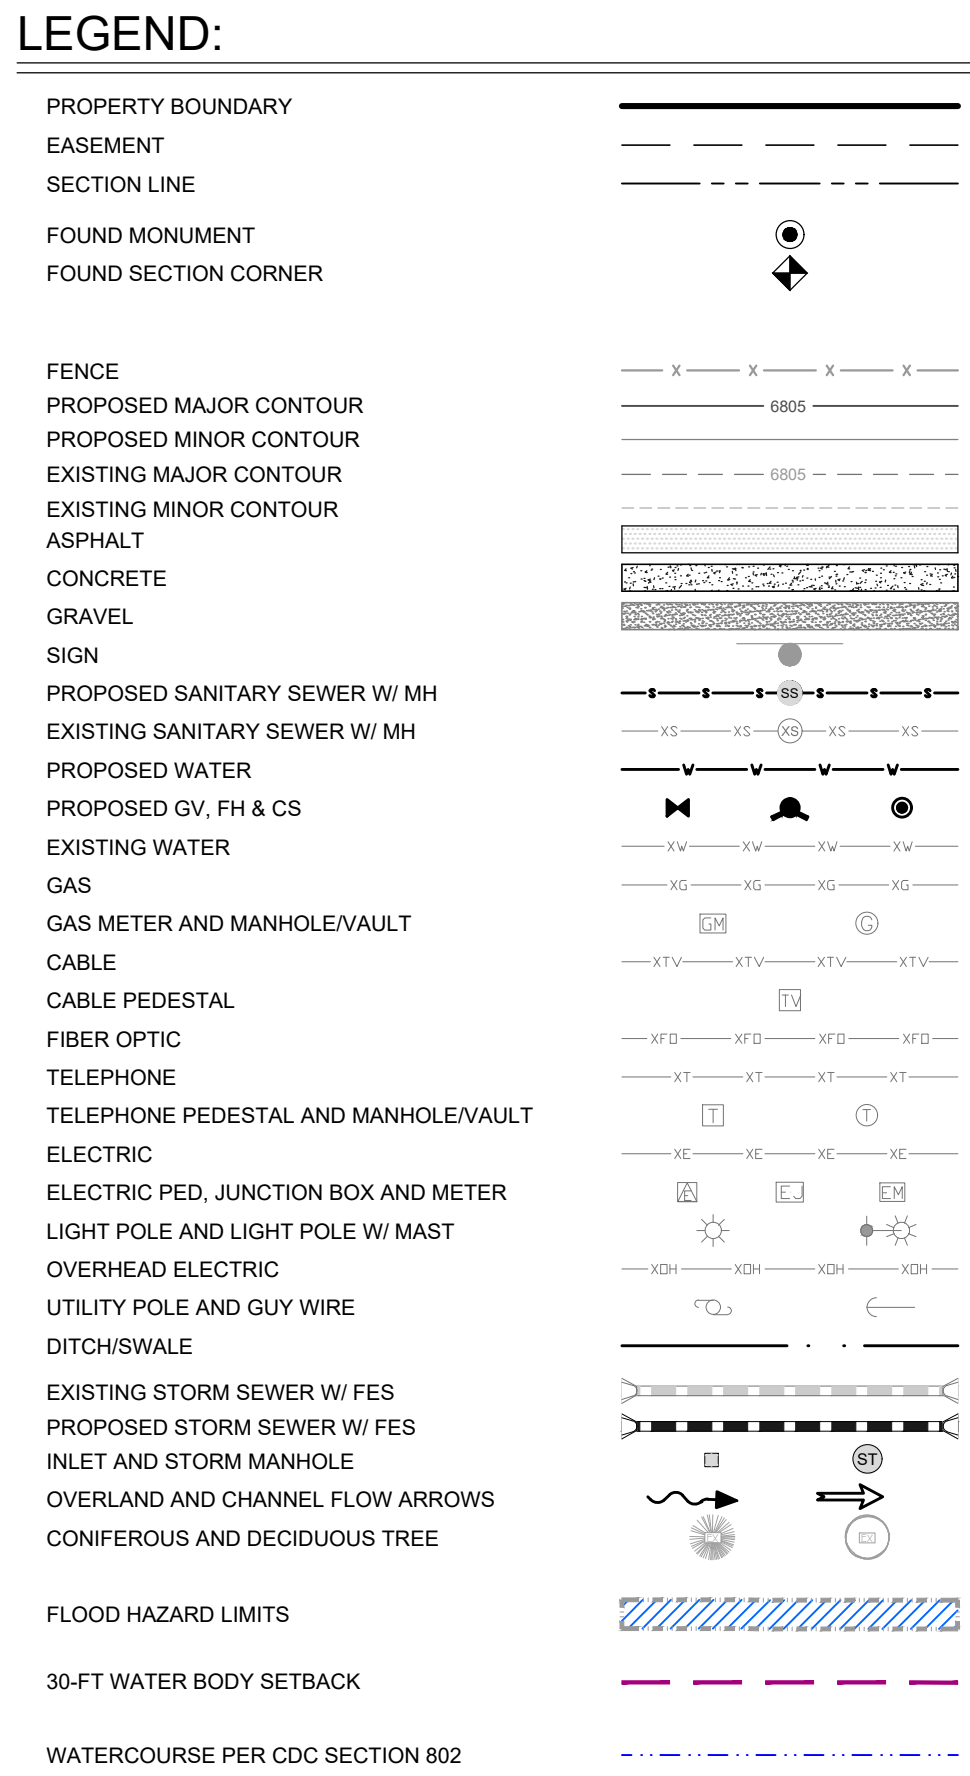 LEGEND:
PROPERTY BOUNDARY
EASEMENT
SECTION LINE
FOUND MONUMENT
FOUND SECTION CORNER
FENCE X X X X
PROPOSED MAJOR CONTOUR 6805
PROPOSED MINOR CONTOUR
EXISTING MAJOR CONTOUR 6805
EXISTING MINOR CONTOUR
ASPHALT
CONCRETE
GRAVEL
SIGN
PROPOSED SANITARY SEWER W/ MH S S S SS S S S
EXISTING SANITARY SEWER W/ MH XS XS XS XS XS
PROPOSED WATER W W W W
PROPOSED GV, FH & CS
EXISTING WATER XW XW XW XW
GAS XG XG XG XG
GAS METER AND MANHOLE/VAULT GM G
CABLE XTV XTV XTV XTV
CABLE PEDESTAL TV
FIBER OPTIC XFO XFO XFO XFO
TELEPHONE XT XT XT XT
TELEPHONE PEDESTAL AND MANHOLE/VAULT T T
ELECTRIC XE XE XE XE
ELECTRIC PED, JUNCTION BOX AND METER E EJ EM
LIGHT POLE AND LIGHT POLE W/ MAST
OVERHEAD ELECTRIC XOH XOH XOH XOH
UTILITY POLE AND GUY WIRE
DITCH/SWALE
EXISTING STORM SEWER W/ FES
PROPOSED STORM SEWER W/ FES
INLET AND STORM MANHOLE ST
OVERLAND AND CHANNEL FLOW ARROWS
CONIFEROUS AND DECIDUOUS TREE EX EX
FLOOD HAZARD LIMITS
30-FT WATER BODY SETBACK
WATERCOURSE PER CDC SECTION 802